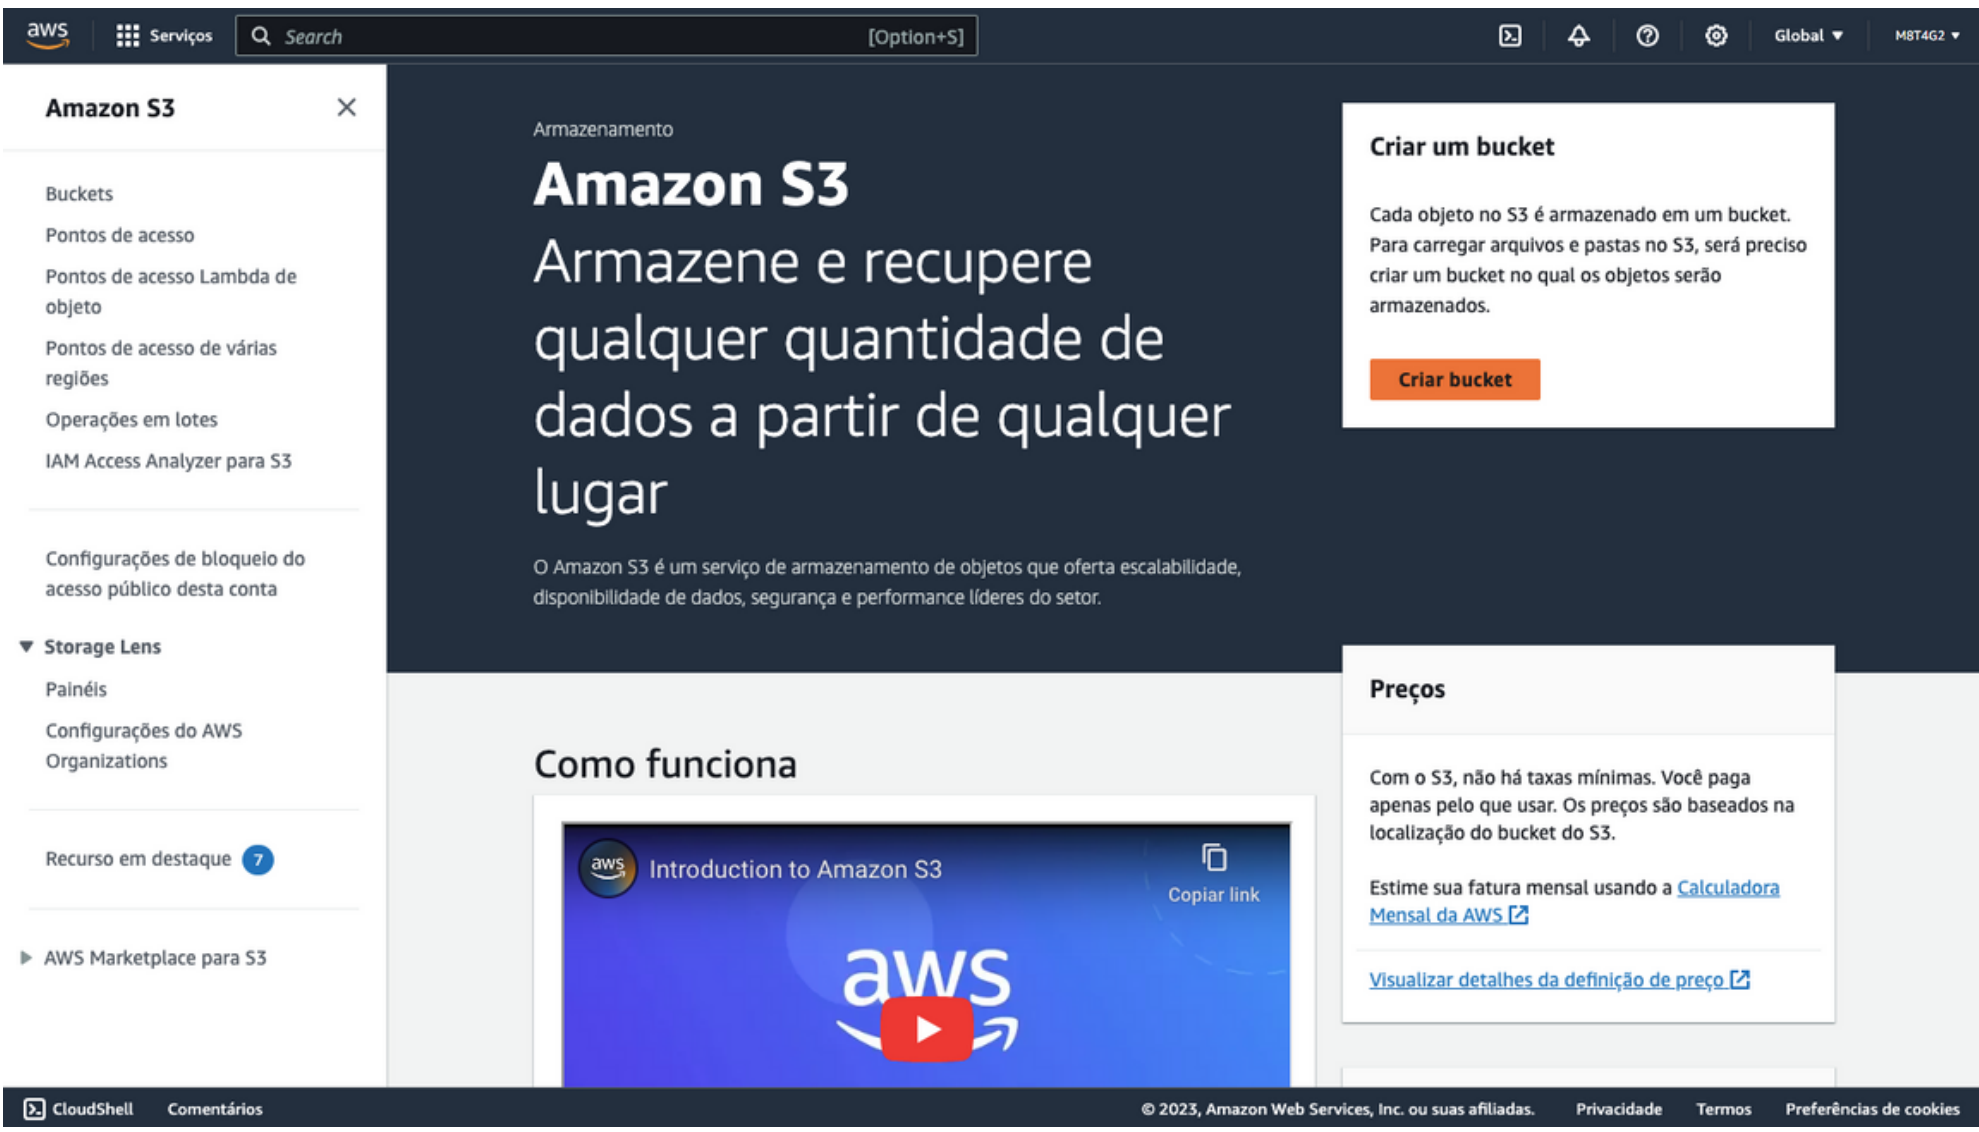 aws
Serviços
Search
[Option+S]
Global
M8T4G2
Amazon S3
Buckets
Pontos de acesso
Pontos de acesso Lambda de
objeto
Pontos de acesso de várias
regiões
Operações em lotes
IAM Access Analyzer para S3
Configurações de bloqueio do
acesso público desta conta
Storage Lens
Painéis
Configurações do AWS
Organizations
Recurso em destaque 7
AWS Marketplace para S3
Armazenamento
Amazon S3
Armazene e recupere
qualquer quantidade de
dados a partir de qualquer
lugar
O Amazon S3 é um serviço de armazenamento de objetos que oferta escalabilidade,
disponibilidade de dados, segurança e performance líderes do setor.
Criar um bucket
Cada objeto no S3 é armazenado em um bucket.
Para carregar arquivos e pastas no S3, será preciso
criar um bucket no qual os objetos serão
armazenados.
Criar bucket
Como funciona
aws
Introduction to Amazon S3
Copiar link
aws
Preços
Com o S3, não há taxas mínimas. Você paga
apenas pelo que usar. Os preços são baseados na
localização do bucket do S3.
Estime sua fatura mensal usando a Calculadora
Mensal da AWS
Visualizar detalhes da definição de preço
CloudShell
Comentários
© 2023, Amazon Web Services, Inc. ou suas afiliadas.
Privacidade
Termos
Preferências de cookies